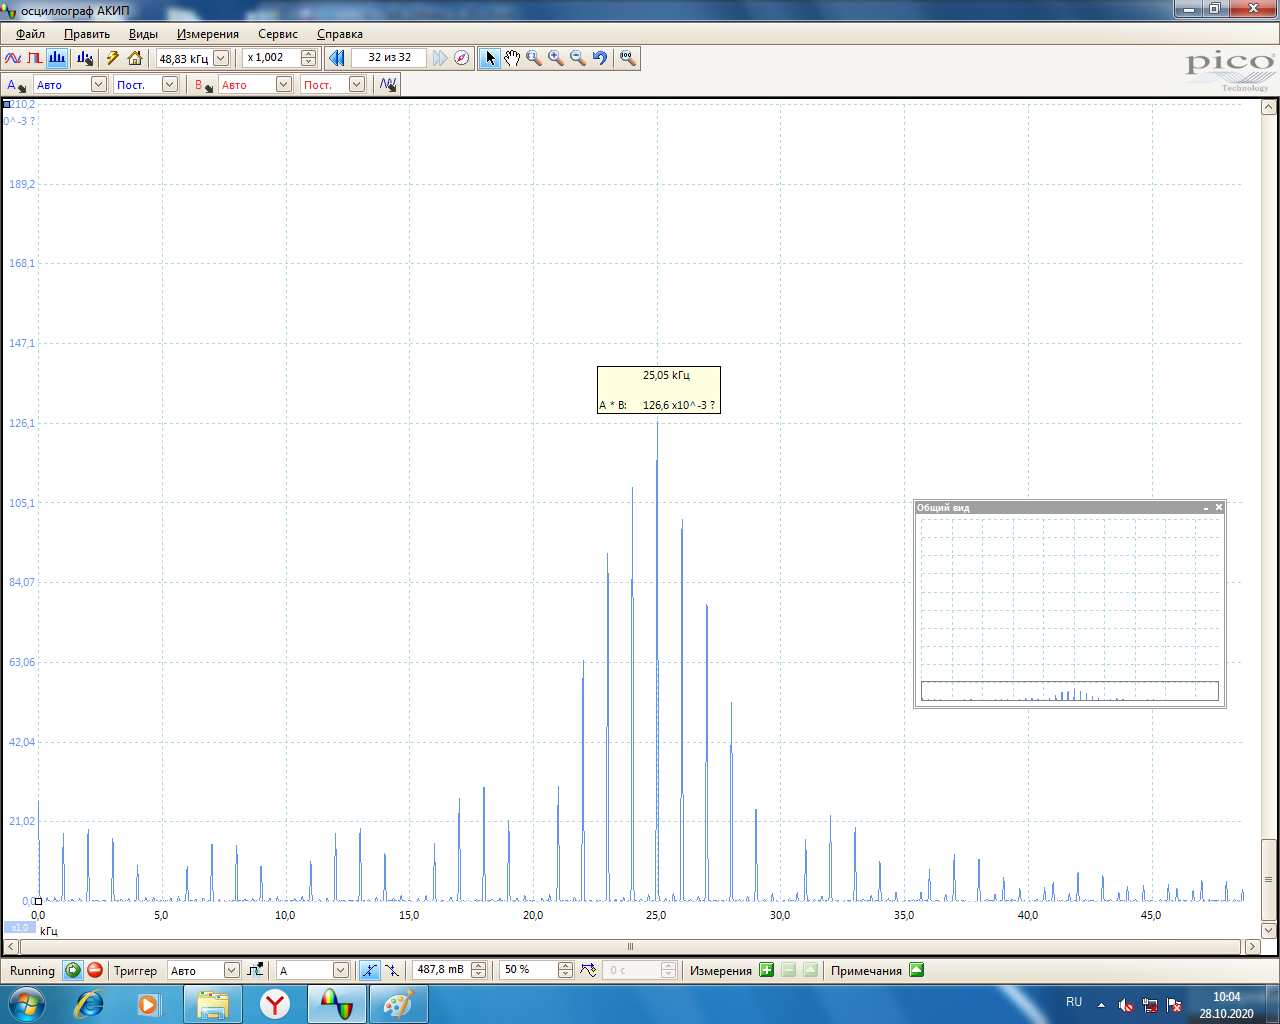 осциллограф АКИП
Файл Править Виды Измерения Сервис Справка
48,83 кГц x 1,002 32 из 32
A Авто Пост. B Авто Пост.
pico
Technology
210,2
0^-3 ?
189,2
168,1
147,1
126,1
105,1
84,07
63,06
42,04
21,02
0,0
25,05 кГц
A * B: 126,6 x10^-3 ?
Общий вид
0,0 5,0 10,0 15,0 20,0 25,0 30,0 35,0 40,0 45,0
x1,0
кГц
Running Триггер Авто A 487,8 mB 50 % 0 с Измерения Примечания
RU 10:04
28.10.2020